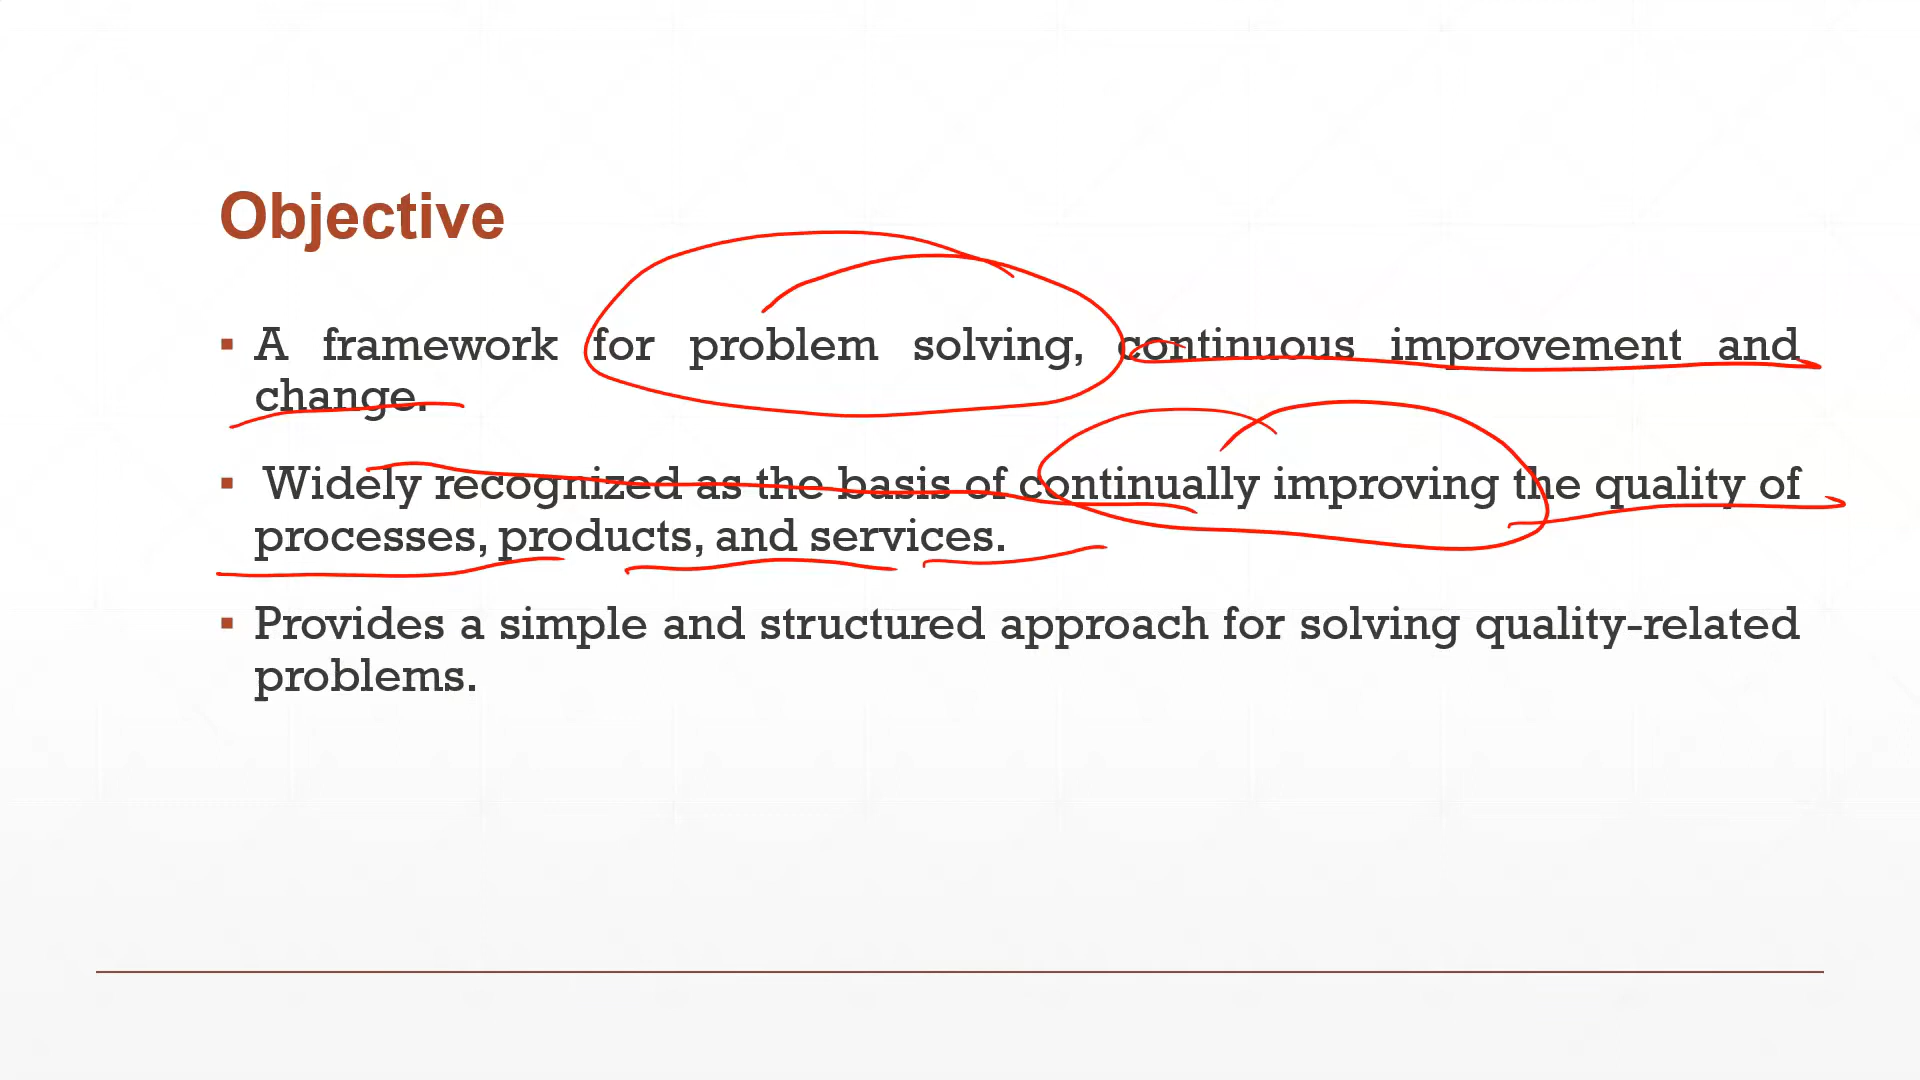 Objective
▪ A framework for problem solving, continuous improvement and
change.
▪ Widely recognized as the basis of continually improving the quality of
processes, products, and services.
▪ Provides a simple and structured approach for solving quality-related
problems.